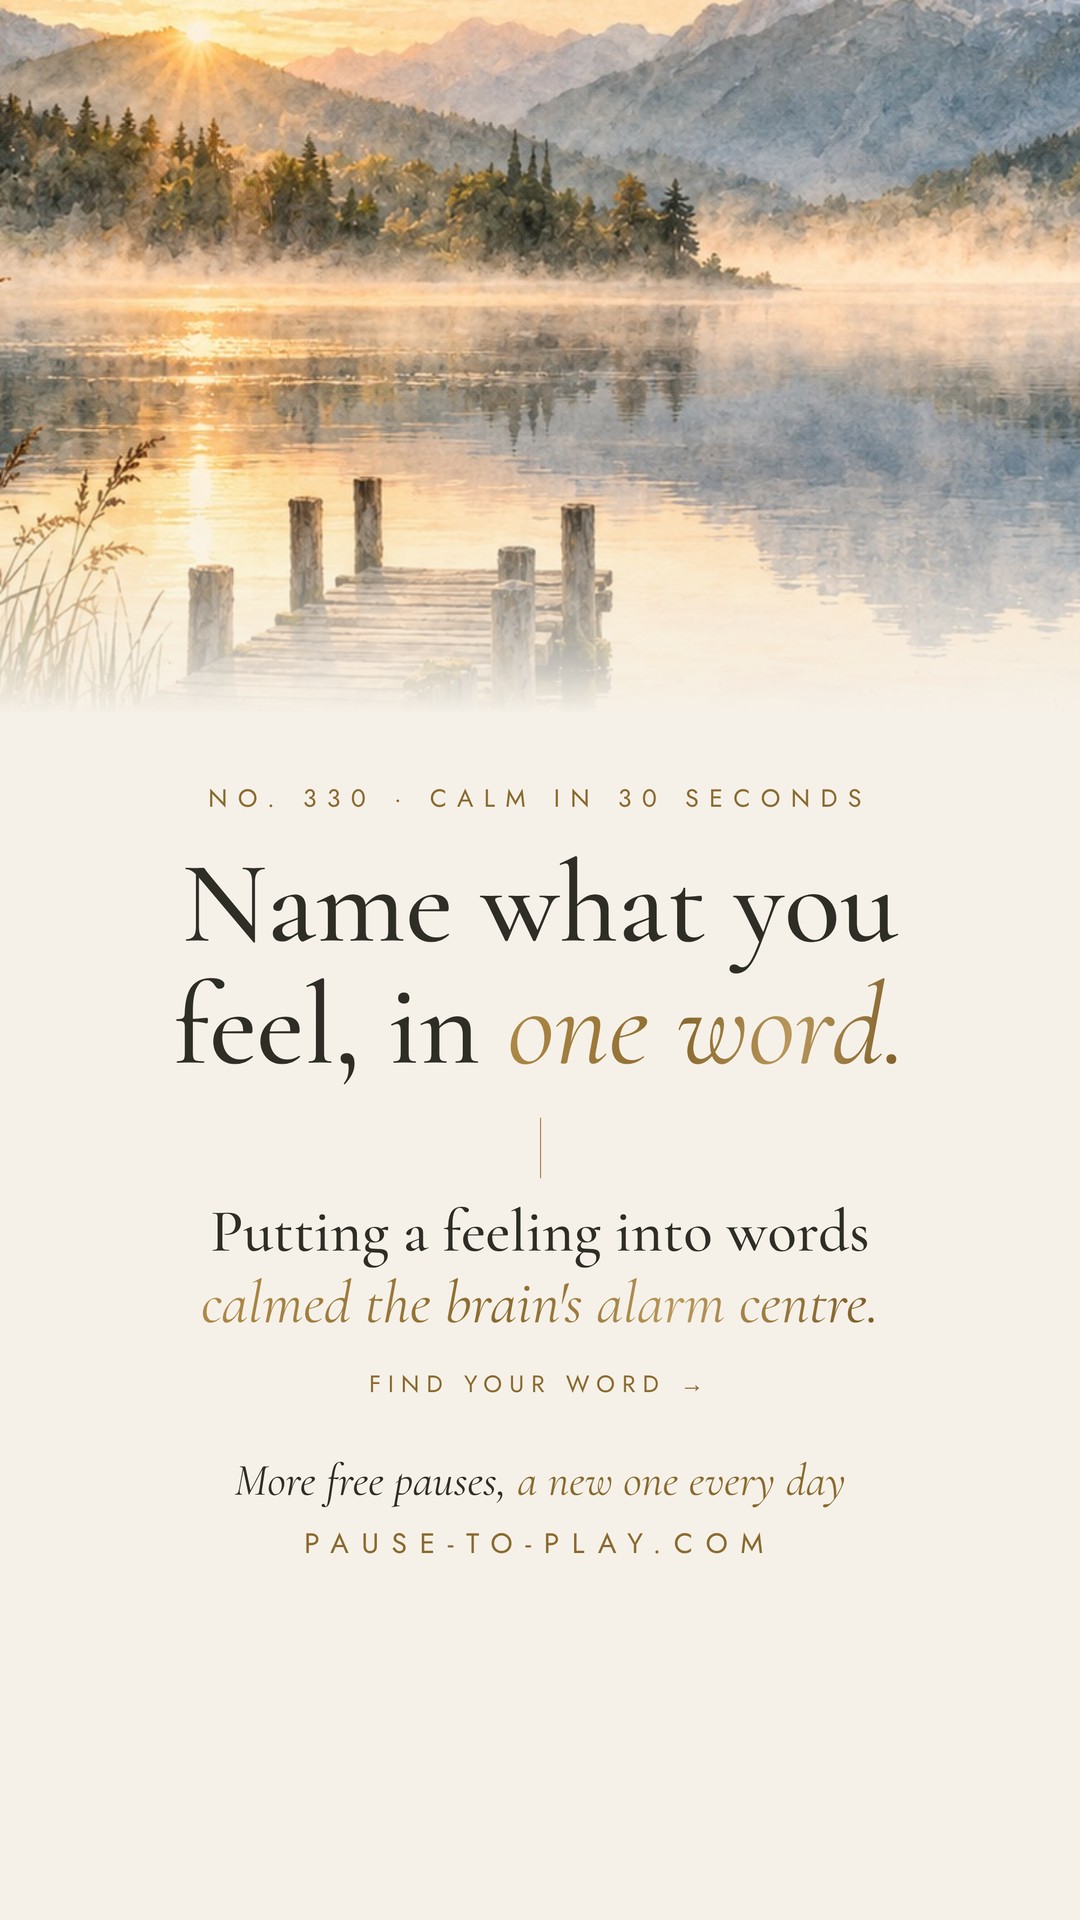 NO. 330 · CALM IN 30 SECONDS
Name what you
feel, in one word.
Putting a feeling into words
calmed the brain's alarm centre.
FIND YOUR WORD →
More free pauses, a new one every day
PAUSE-TO-PLAY.COM